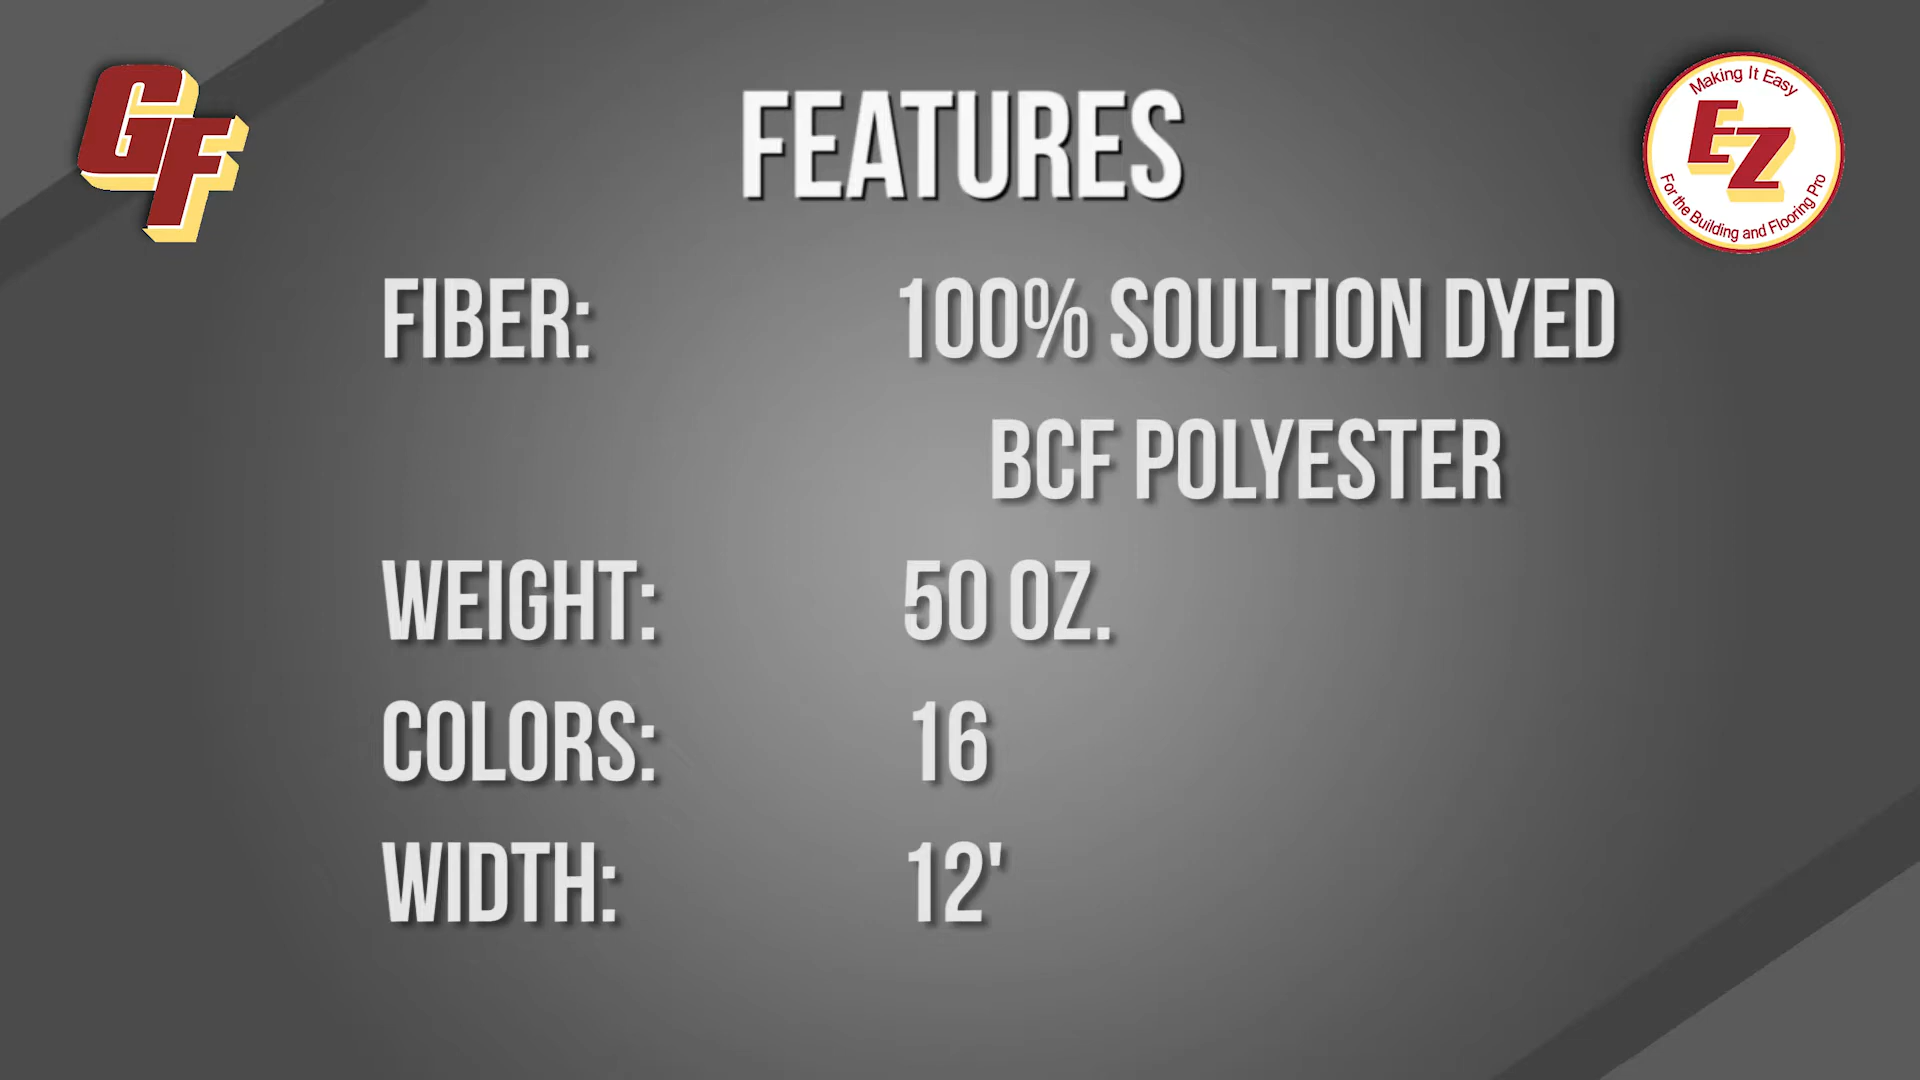 GF
Making It Easy
EZ
For the Building and Flooring Pro
FEATURES
FIBER: 100% SOULTION DYED
BCF POLYESTER
WEIGHT: 50 OZ.
COLORS: 16
WIDTH: 12'